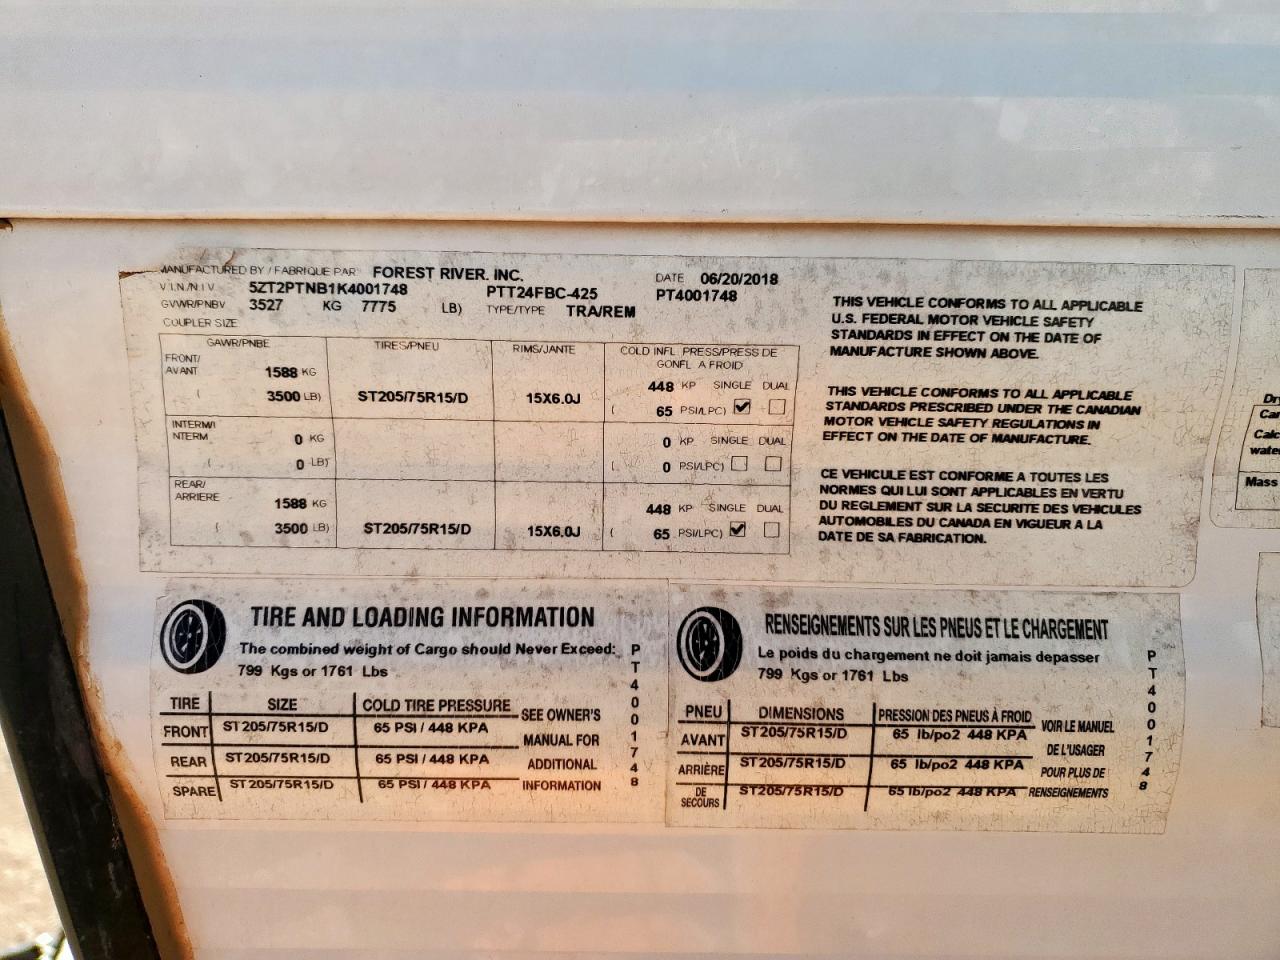 MANUFACTURED BY / FABRIQUE PAR FOREST RIVER. INC. DATE 06/20/2018
V.I.N./N.I.V. 5ZT2PTNB1K4001748 PTT24FBC-425 PT4001748
GVWR/PNBV 3527 KG 7775 LB) TYPE/TYPE TRA/REM
COUPLER SIZE
GAWR/PNBE TIRES/PNEU RIMS/JANTE COLD INFL PRESS/PRESS DE
GONFL A FROID
FRONT/
AVANT 1588 KG 448 KP SINGLE DUAL
( 3500 LB) ST205/75R15/D 15X6.0J ( 65 PSI/LPC)
INTERM/I
NTERM 0 KG 0 KP SINGLE DUAL
( 0 LB) ( 0 PSI/LPC)
REAR/
ARRIERE 1588 KG 448 KP SINGLE DUAL
( 3500 LB) ST205/75R15/D 15X6.0J ( 65 PSI/LPC)
THIS VEHICLE CONFORMS TO ALL APPLICABLE
U.S. FEDERAL MOTOR VEHICLE SAFETY
STANDARDS IN EFFECT ON THE DATE OF
MANUFACTURE SHOWN ABOVE.
THIS VEHICLE CONFORMS TO ALL APPLICABLE
STANDARDS PRESCRIBED UNDER THE CANADIAN
MOTOR VEHICLE SAFETY REGULATIONS IN
EFFECT ON THE DATE OF MANUFACTURE.
CE VEHICULE EST CONFORME A TOUTES LES
NORMES QUI LUI SONT APPLICABLES EN VERTU
DU REGLEMENT SUR LA SECURITE DES VEHICULES
AUTOMOBILES DU CANADA EN VIGUEUR A LA
DATE DE SA FABRICATION.
TIRE AND LOADING INFORMATION
The combined weight of Cargo should Never Exceed:
799 Kgs or 1761 Lbs
TIRE SIZE COLD TIRE PRESSURE
FRONT ST205/75R15/D 65 PSI / 448 KPA
REAR ST205/75R15/D 65 PSI / 448 KPA
SPARE ST205/75R15/D 65 PSI / 448 KPA
SEE OWNER'S
MANUAL FOR
ADDITIONAL
INFORMATION
PT4001748
RENSEIGNEMENTS SUR LES PNEUS ET LE CHARGEMENT
Le poids du chargement ne doit jamais depasser
799 Kgs or 1761 Lbs
PNEU DIMENSIONS PRESSION DES PNEUS À FROID
AVANT ST205/75R15/D 65 lb/po2 448 KPA
ARRIÈRE ST205/75R15/D 65 lb/po2 448 KPA
DE
SECOURS ST205/75R15/D 65 lb/po2 448 KPA
VOIR LE MANUEL
DE L'USAGER
POUR PLUS DE
RENSEIGNEMENTS
PT4001748
Mass